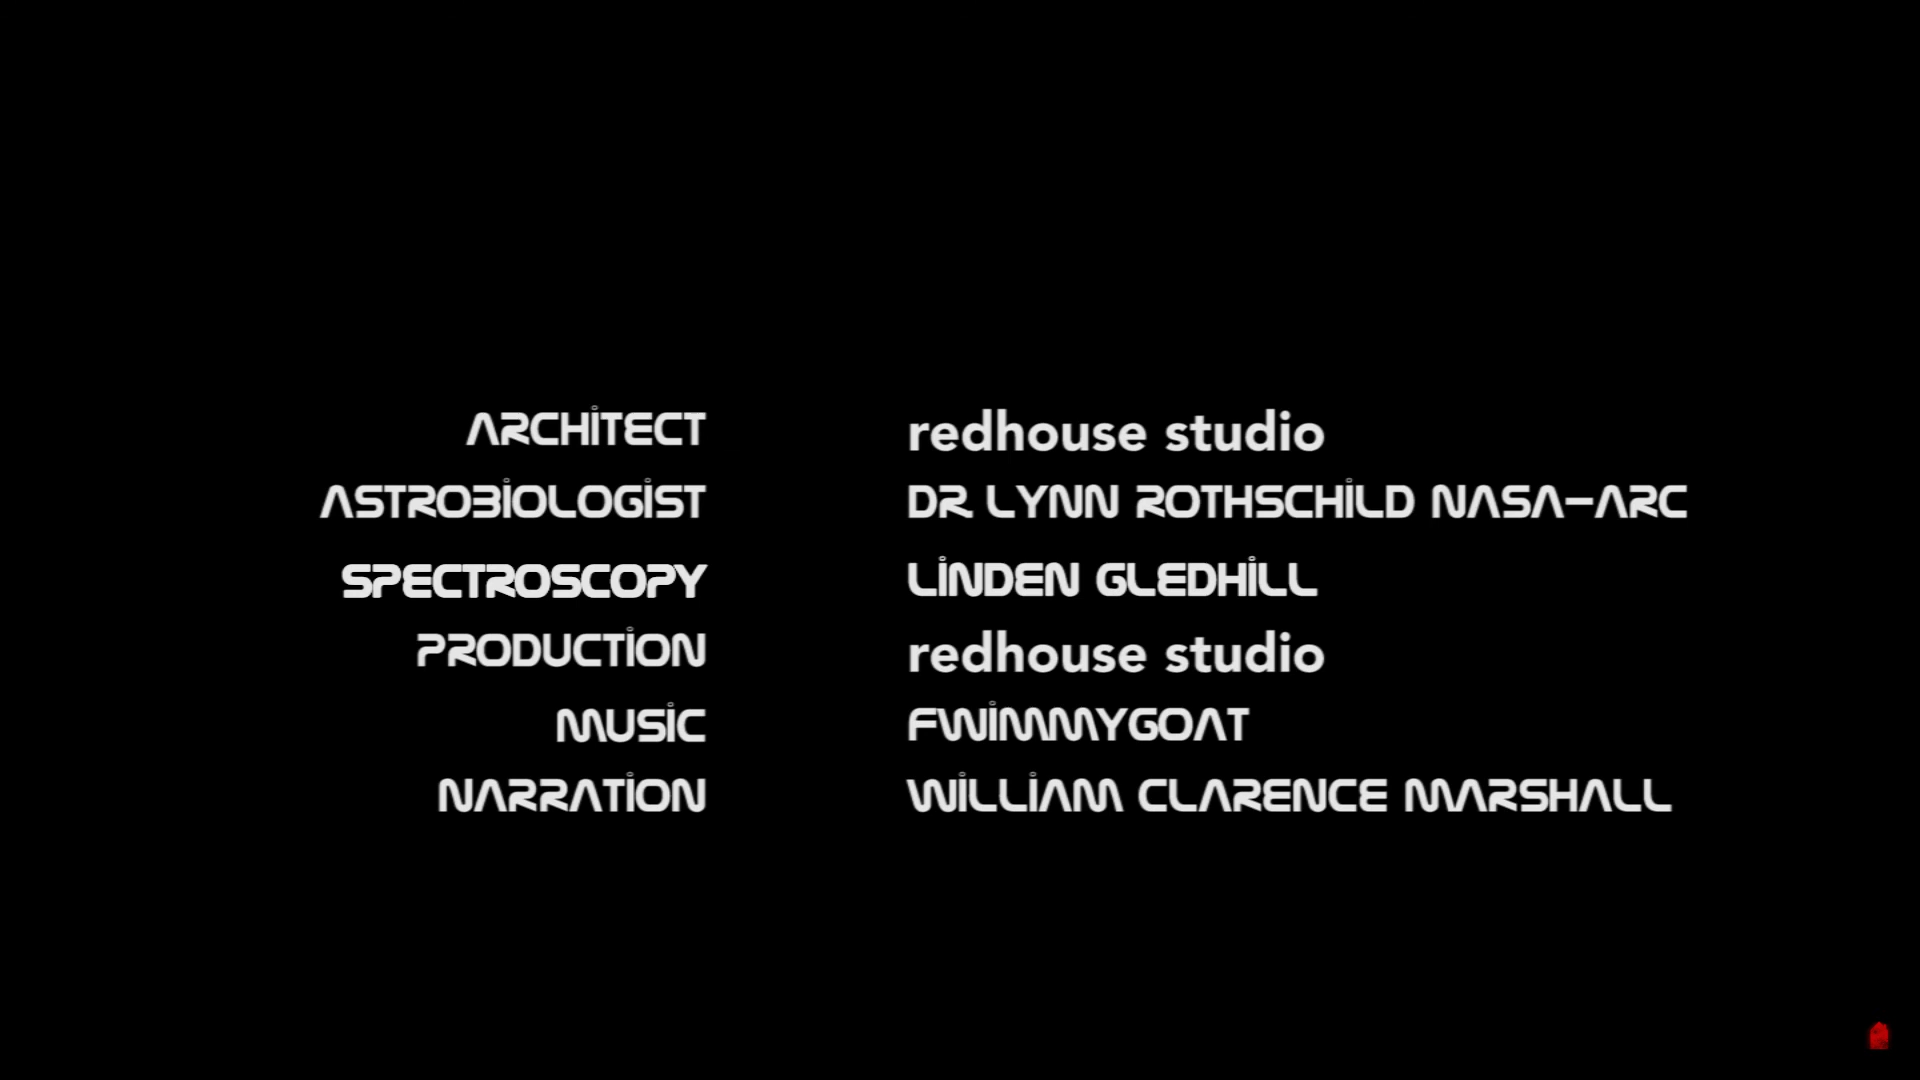 ARCHITECT redhouse studio
ASTROBIOLOGIST DR LYNN ROTHSCHILD NASA-ARC
SPECTROSCOPY LINDEN GLEDHILL
PRODUCTION redhouse studio
MUSIC FWIMMYGOAT
NARRATION WILLIAM CLARENCE MARSHALL